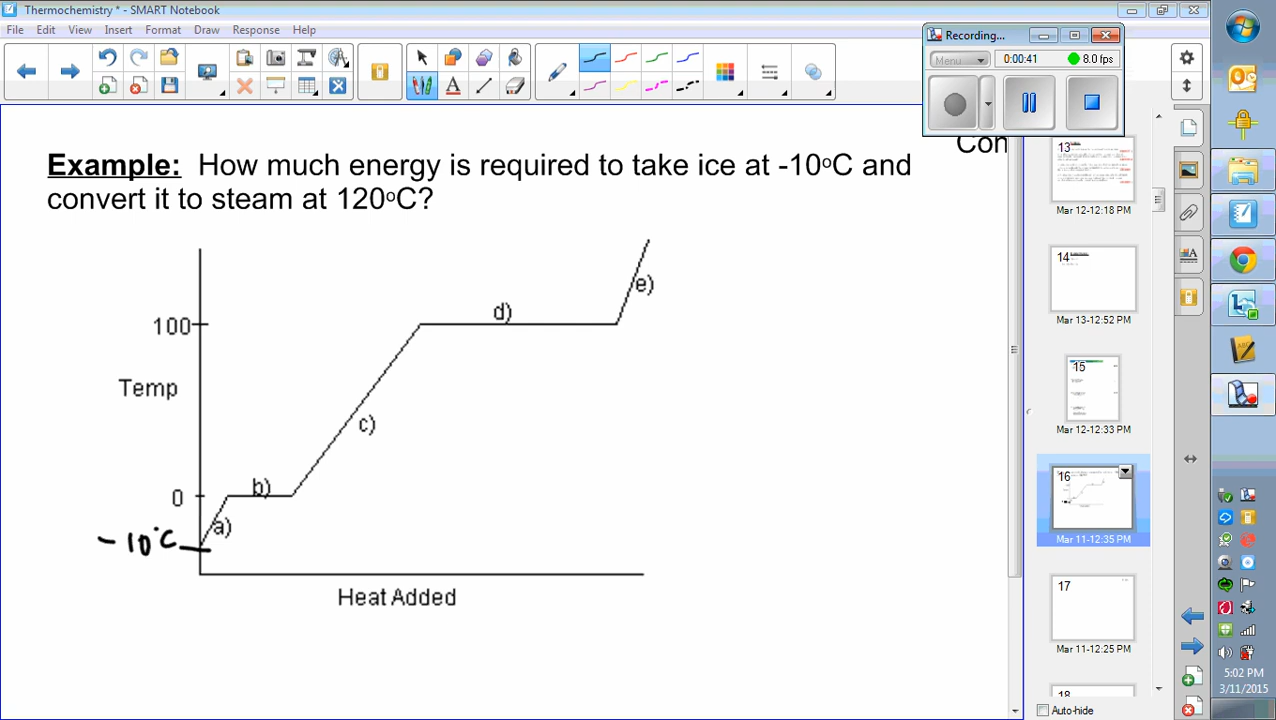 Thermochemistry * - SMART Notebook
File Edit View Insert Format Draw Response Help
Recording...
Menu 0:00:41 8.0 fps
Con
Example: How much energy is required to take ice at -10°C and
convert it to steam at 120°C?
e)
d)
100
Temp
c)
b)
0
a)
- 10°C
Heat Added
13
Mar 12-12:18 PM
14
Mar 13-12:52 PM
15
Mar 12-12:33 PM
16
Mar 11-12:35 PM
17
Mar 11-12:25 PM
18
Auto-hide
5:02 PM
3/11/2015